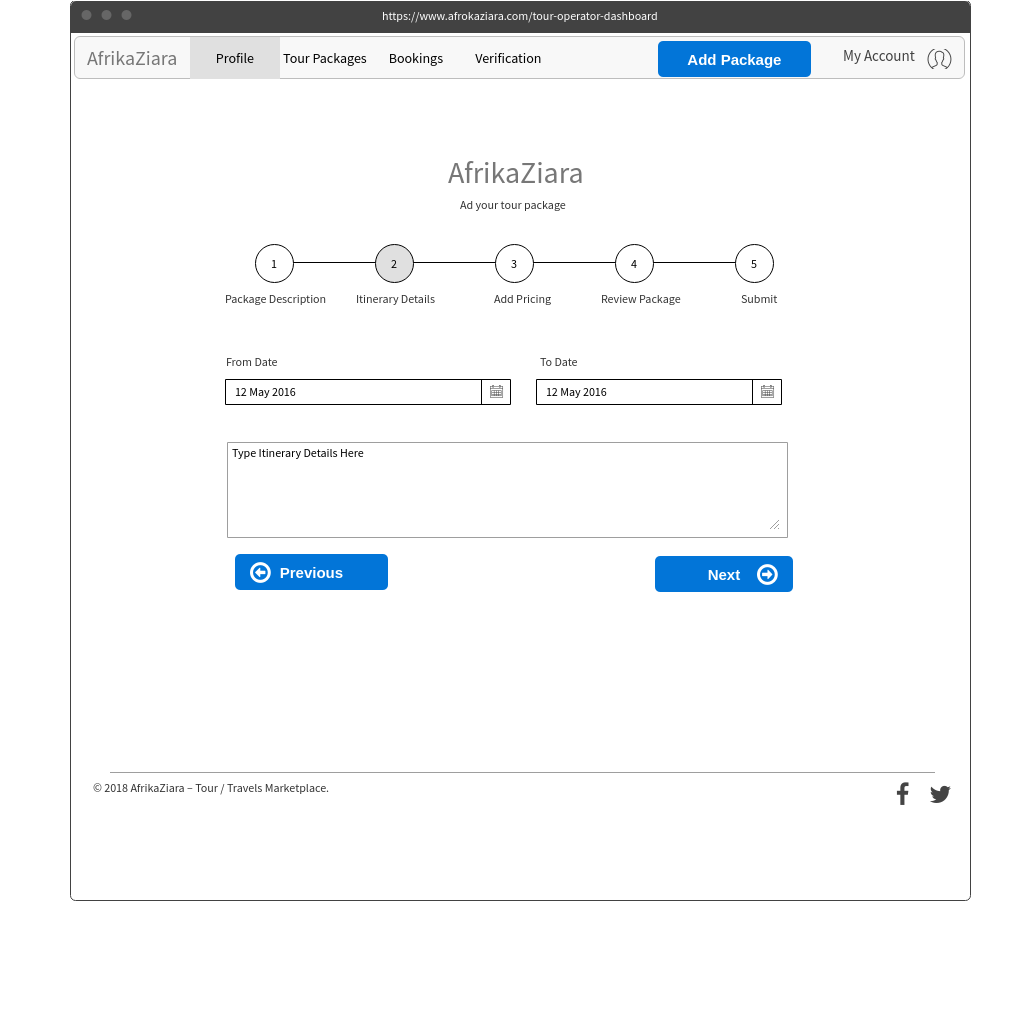 https://www.afrokaziara.com/tour-operator-dashboard
AfrikaZiara Profile Tour Packages Bookings Verification Add Package My Account
AfrikaZiara
Ad your tour package
1 2 3 4 5
Package Description Itinerary Details Add Pricing Review Package Submit
From Date To Date
12 May 2016 12 May 2016
Type Itinerary Details Here
Previous Next
© 2018 AfrikaZiara – Tour / Travels Marketplace.